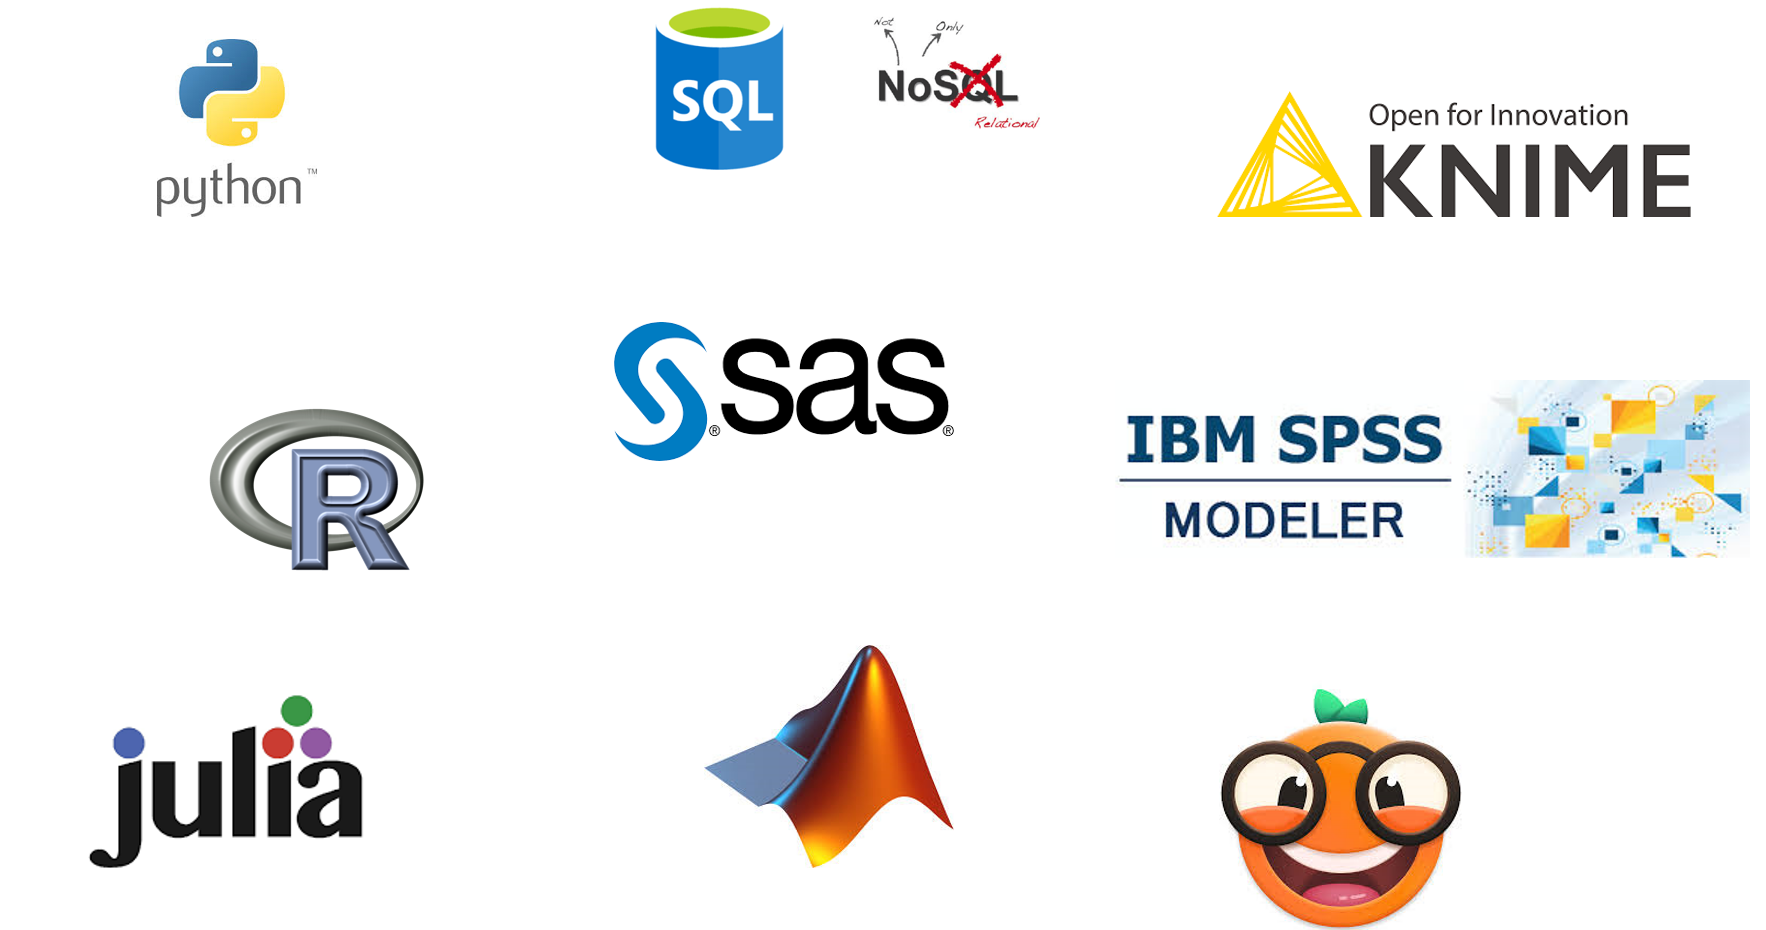 python™
SQL
Not
Only
NoSQL
Relational
Open for Innovation
KNIME
R
sas
®
®
IBM SPSS
MODELER
julia